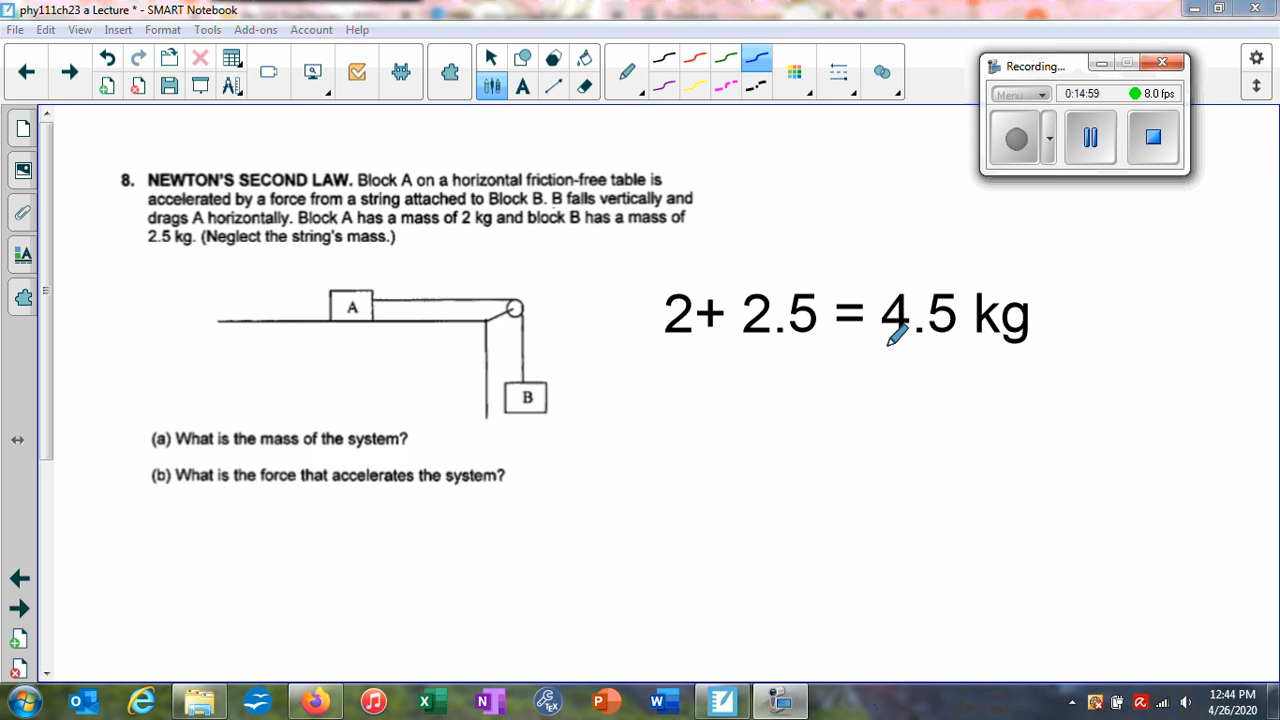 phy111ch23 a Lecture * - SMART Notebook
File Edit View Insert Format Tools Add-ons Account Help
Recording...
Menu 0:14:59 8.0 fps
8. NEWTON'S SECOND LAW. Block A on a horizontal friction-free table is
accelerated by a force from a string attached to Block B. B falls vertically and
drags A horizontally. Block A has a mass of 2 kg and block B has a mass of
2.5 kg. (Neglect the string's mass.)
A
2+ 2.5 = 4.5 kg
B
(a) What is the mass of the system?
(b) What is the force that accelerates the system?
12:44 PM
4/26/2020